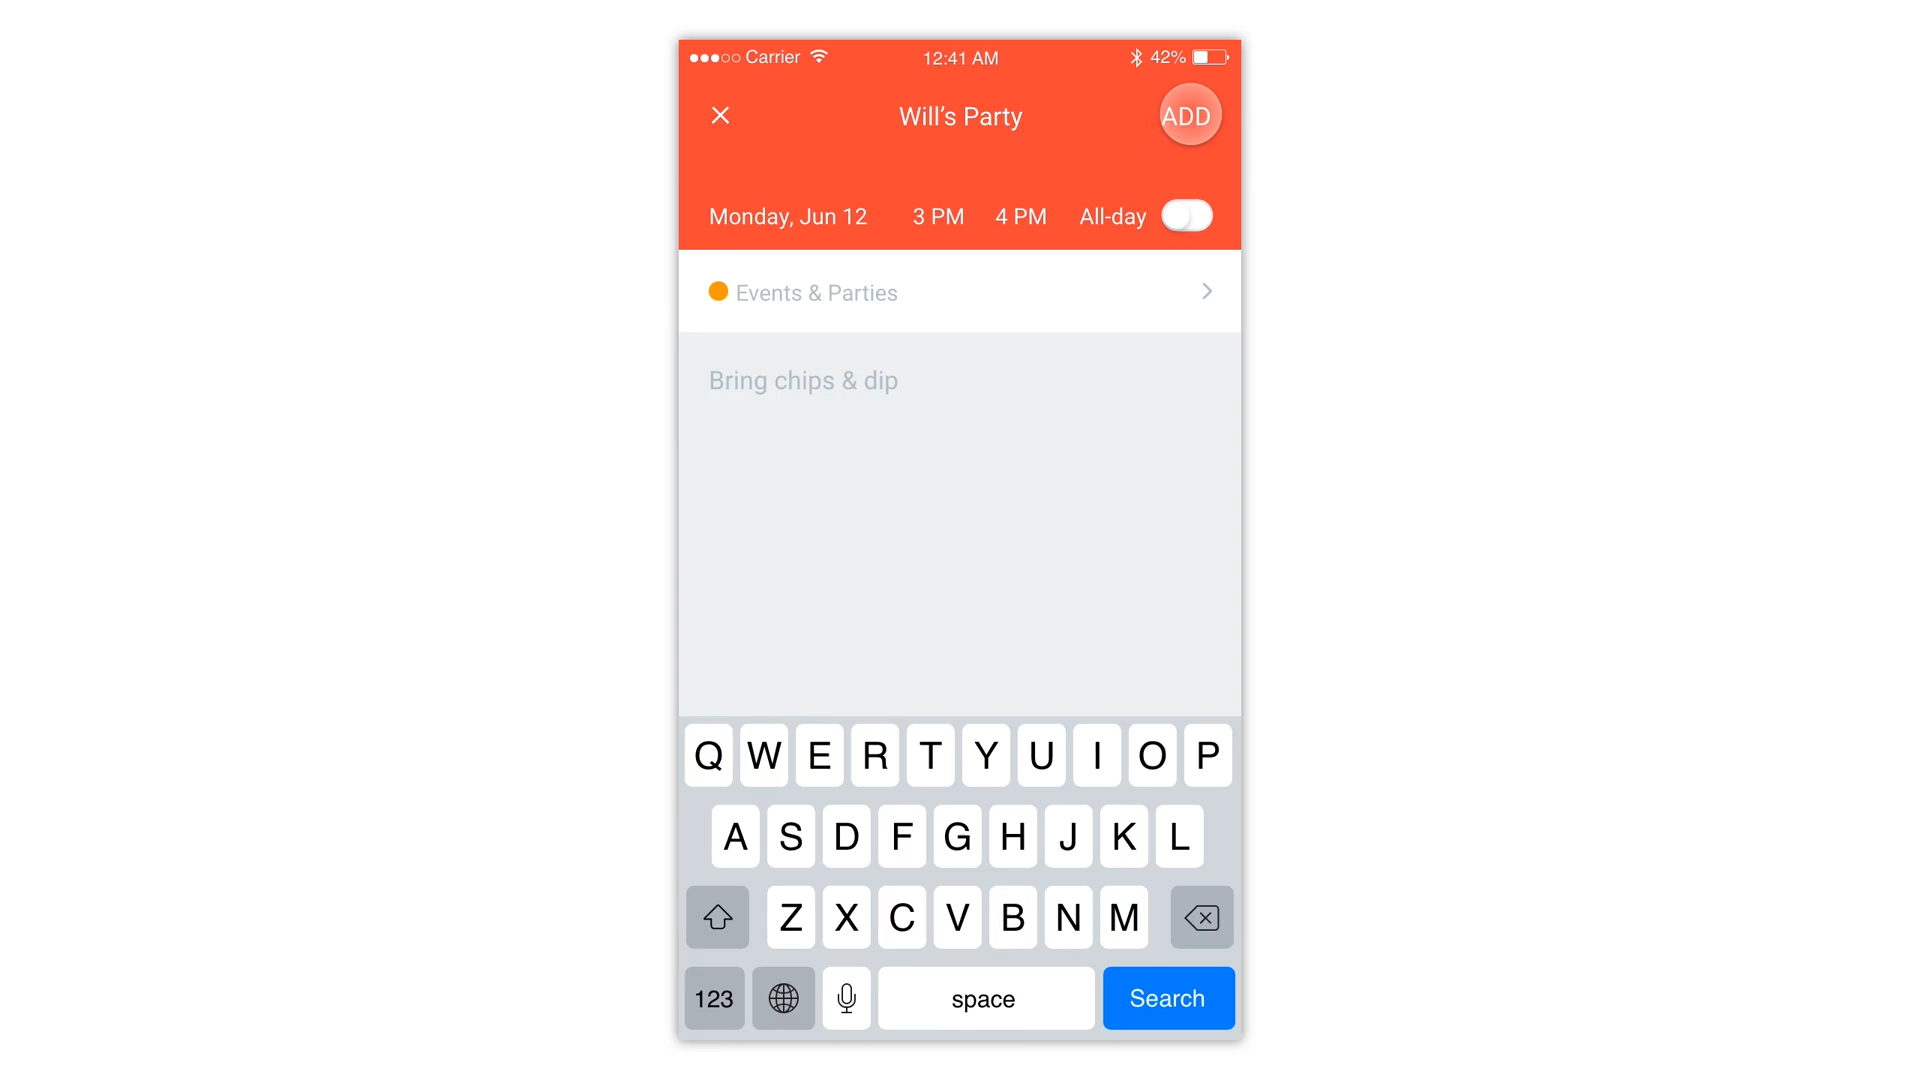 Carrier 12:41 AM 42%
Will's Party ADD
Monday, Jun 12 3 PM 4 PM All-day
Events & Parties
Bring chips & dip
Q W E R T Y U I O P
A S D F G H J K L
Z X C V B N M
123 space Search